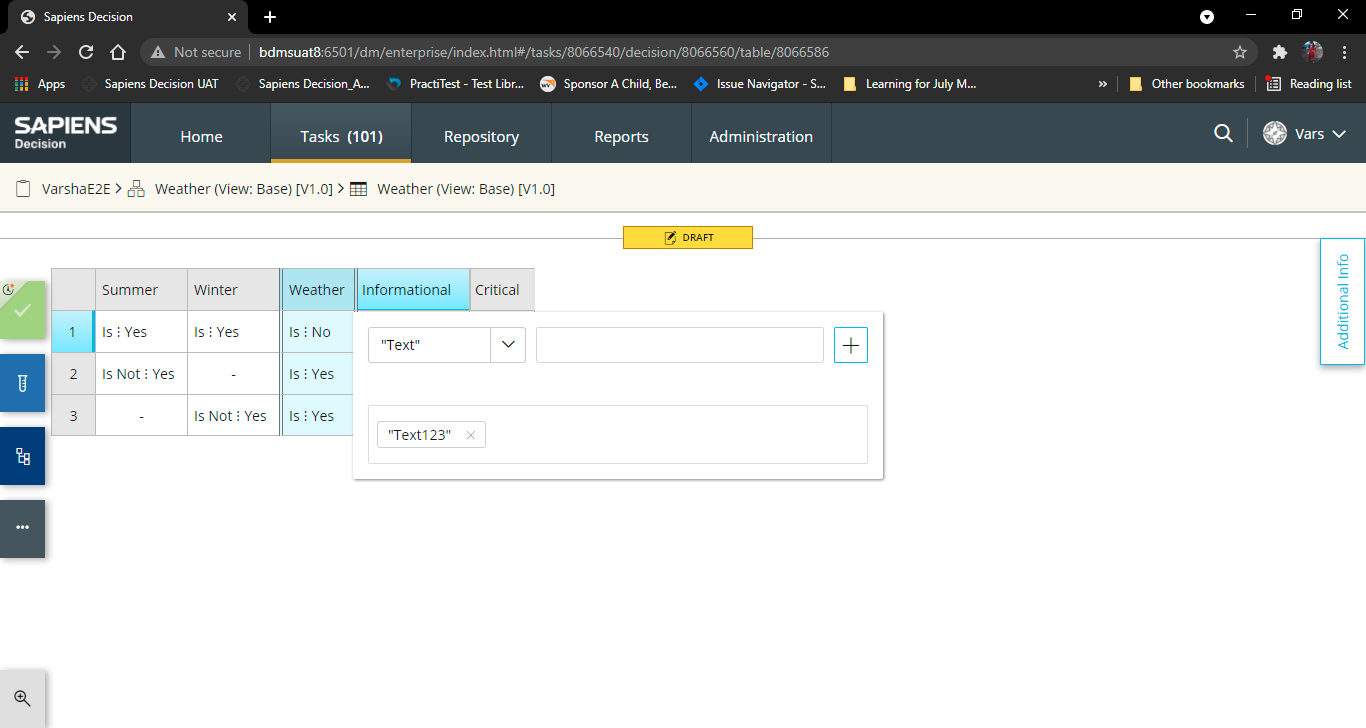 Sapiens Decision
Not secure bdmsuat8:6501/dm/enterprise/index.html#/tasks/8066540/decision/8066560/table/8066586
Apps Sapiens Decision UAT Sapiens Decision_A... PractiTest - Test Libr... Sponsor A Child, Be... Issue Navigator - S... Learning for July M... » Other bookmarks Reading list
SAPIENS
Decision
Home Tasks (101) Repository Reports Administration Vars
VarshaE2E > Weather (View: Base) [V1.0] > Weather (View: Base) [V1.0]
DRAFT
Additional Info
Summer Winter Weather Informational Critical
1 Is ⋮ Yes Is ⋮ Yes Is ⋮ No
"Text"
2 Is Not ⋮ Yes - Is ⋮ Yes
3 - Is Not ⋮ Yes Is ⋮ Yes
"Text123" ×